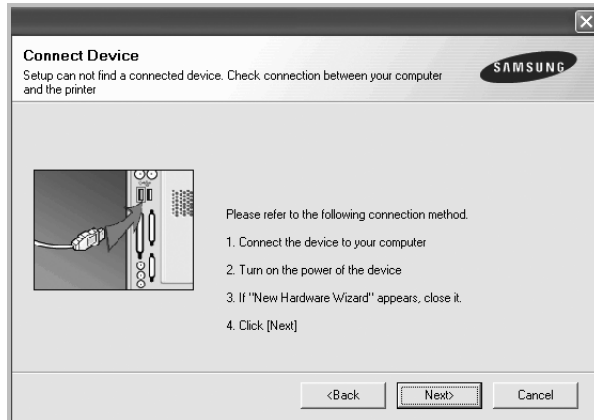 Connect Device
Setup can not find a connected device. Check connection between your computer
and the printer
SAMSUNG
Please refer to the following connection method.
1. Connect the device to your computer
2. Turn on the power of the device
3. If "New Hardware Wizard" appears, close it.
4. Click [Next]
<Back
Next>
Cancel